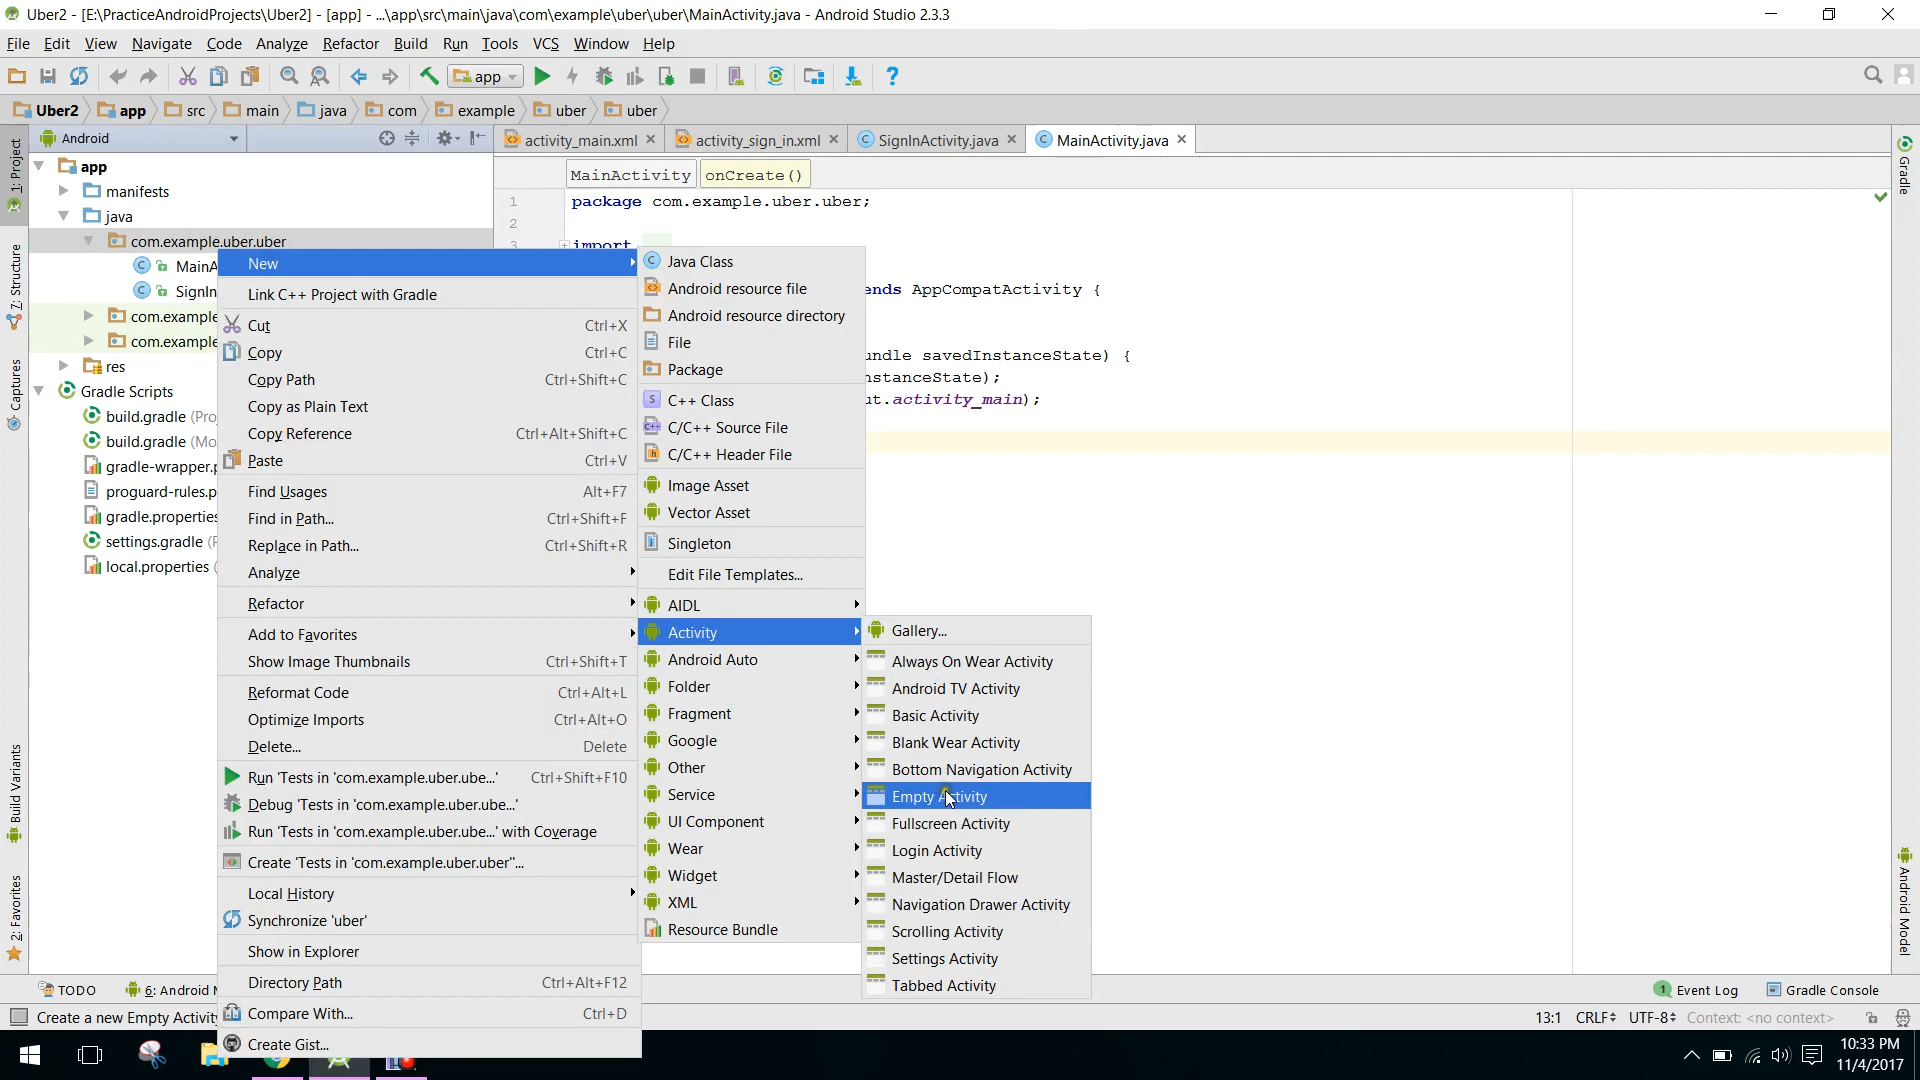 Uber2 - [E:\PracticeAndroidProjects\Uber2] - [app] - ...\app\src\main\java\com\example\uber\uber\MainActivity.java - Android Studio 2.3.3
File Edit View Navigate Code Analyze Refactor Build Run Tools VCS Window Help
app
Uber2 app src main java com example uber uber
Android
activity_main.xml activity_sign_in.xml SignInActivity.java MainActivity.java
MainActivity onCreate()
1: Project
7: Structure
Captures
Build Variants
2: Favorites
app
manifests
java
com.example.uber.uber
MainA
SignIn
com.example
com.example
res
Gradle Scripts
build.gradle (Pro
build.gradle (Mo
gradle-wrapper.p
proguard-rules.p
gradle.properties
settings.gradle (P
local.properties (
New
Link C++ Project with Gradle
Cut Ctrl+X
Copy Ctrl+C
Copy Path Ctrl+Shift+C
Copy as Plain Text
Copy Reference Ctrl+Alt+Shift+C
Paste Ctrl+V
Find Usages Alt+F7
Find in Path... Ctrl+Shift+F
Replace in Path... Ctrl+Shift+R
Analyze
Refactor
Add to Favorites
Show Image Thumbnails Ctrl+Shift+T
Reformat Code Ctrl+Alt+L
Optimize Imports Ctrl+Alt+O
Delete... Delete
Run 'Tests in 'com.example.uber.ube...' Ctrl+Shift+F10
Debug 'Tests in 'com.example.uber.ube...'
Run 'Tests in 'com.example.uber.ube...' with Coverage
Create 'Tests in 'com.example.uber.uber''...
Local History
Synchronize 'uber'
Show in Explorer
Directory Path Ctrl+Alt+F12
Compare With... Ctrl+D
Create Gist...
Java Class
Android resource file
Android resource directory
File
Package
C++ Class
C/C++ Source File
C/C++ Header File
Image Asset
Vector Asset
Singleton
Edit File Templates...
AIDL
Activity
Android Auto
Folder
Fragment
Google
Other
Service
UI Component
Wear
Widget
XML
Resource Bundle
Gallery...
Always On Wear Activity
Android TV Activity
Basic Activity
Blank Wear Activity
Bottom Navigation Activity
Empty Activity
Fullscreen Activity
Login Activity
Master/Detail Flow
Navigation Drawer Activity
Scrolling Activity
Settings Activity
Tabbed Activity
1 package com.example.uber.uber;
2
3 import
ends AppCompatActivity {
undle savedInstanceState) {
nstanceState);
ut.activity_main);
Gradle
Android Model
TODO 6: Android M 1 Event Log Gradle Console
Create a new Empty Activity 13:1 CRLF UTF-8 Context: <no context>
10:33 PM
11/4/2017